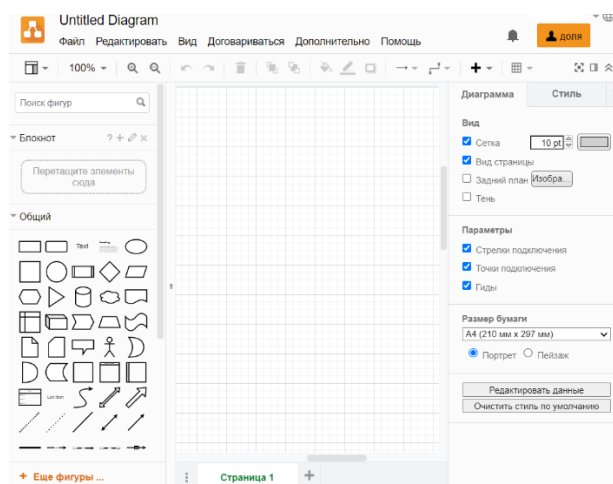 Untitled Diagram
Файл Редактировать Вид Договариваться Дополнительно Помощь
доля
100%
Поиск фигур
Блокнот
Перетащите элементы
сюда
Общий
Text
List Item
+ Еще фигуры ...
Страница 1
Диаграмма Стиль
Вид
Сетка 10 pt
Вид страницы
Задний план Изобра...
Тень
Параметры
Стрелки подключения
Точки подключения
Гиды
Размер бумаги
A4 (210 мм x 297 мм)
Портрет Пейзаж
Редактировать данные
Очистить стиль по умолчанию